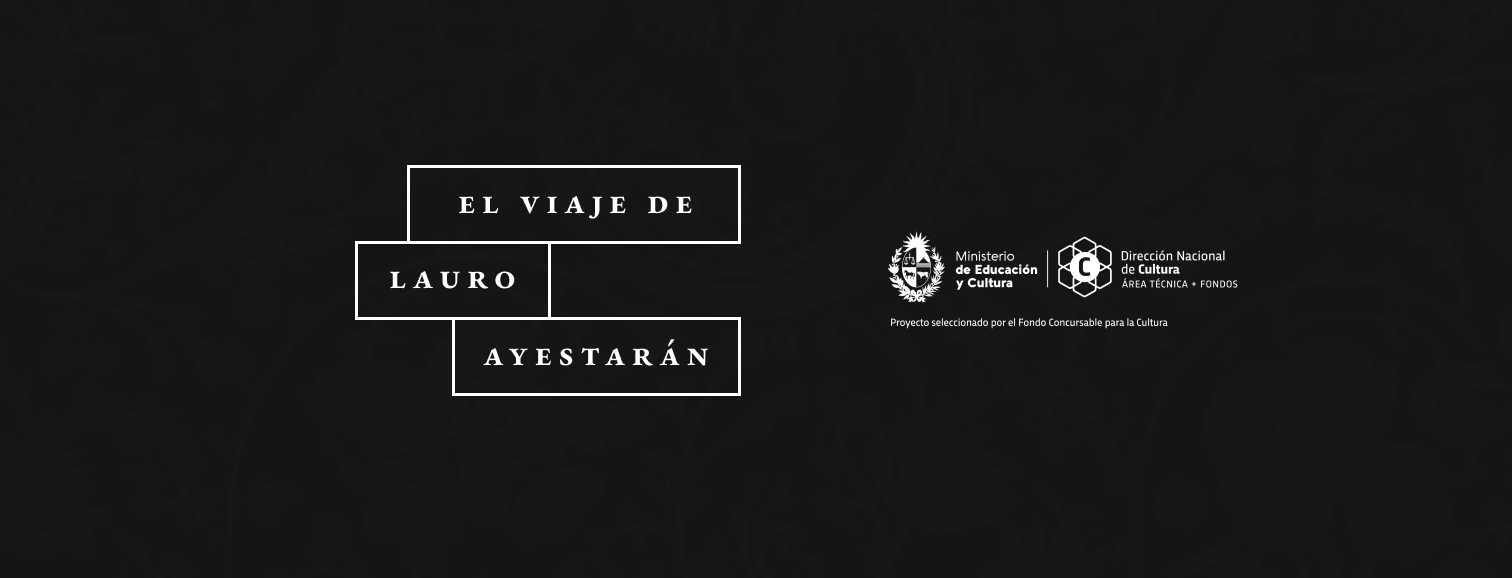 EL VIAJE DE
LAURO
AYESTARÁN
Ministerio
de Educación
y Cultura
C
Dirección Nacional
de Cultura
ÁREA TÉCNICA + FONDOS
Proyecto seleccionado por el Fondo Concursable para la Cultura